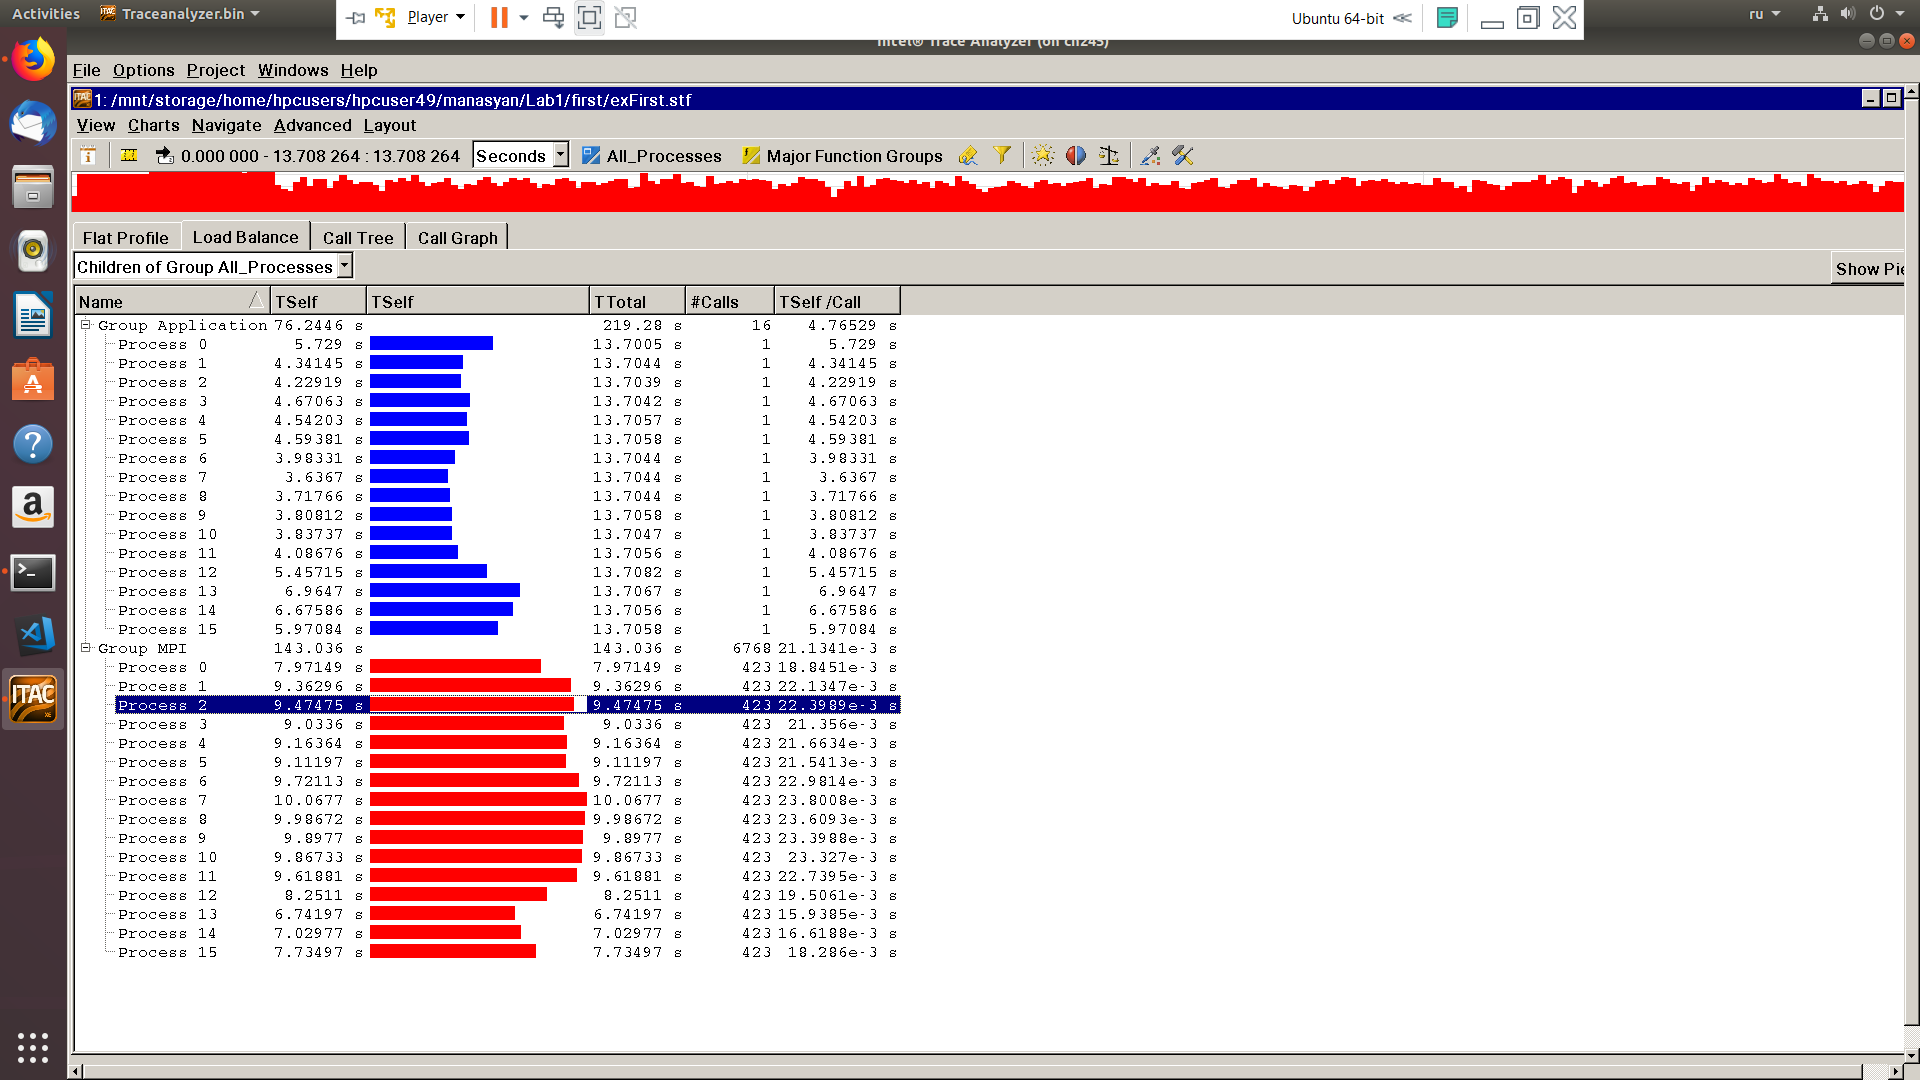 Activities Traceanalyzer.bin Player Ubuntu 64-bit ru
Intel® Trace Analyzer (on cn245)
File Options Project Windows Help
1: /mnt/storage/home/hpcusers/hpcuser49/manasyan/Lab1/first/exFirst.stf
View Charts Navigate Advanced Layout
0.000 000 - 13.708 264 : 13.708 264 Seconds All_Processes Major Function Groups
Flat Profile Load Balance Call Tree Call Graph
Children of Group All_Processes Show Pie
Name TSelf TSelf TTotal #Calls TSelf /Call
Group Application 76.2446 s 219.28 s 16 4.76529 s
Process 0 5.729 s 13.7005 s 1 5.729 s
Process 1 4.34145 s 13.7044 s 1 4.34145 s
Process 2 4.22919 s 13.7039 s 1 4.22919 s
Process 3 4.67063 s 13.7042 s 1 4.67063 s
Process 4 4.54203 s 13.7057 s 1 4.54203 s
Process 5 4.59381 s 13.7058 s 1 4.59381 s
Process 6 3.98331 s 13.7044 s 1 3.98331 s
Process 7 3.6367 s 13.7044 s 1 3.6367 s
Process 8 3.71766 s 13.7044 s 1 3.71766 s
Process 9 3.80812 s 13.7058 s 1 3.80812 s
Process 10 3.83737 s 13.7047 s 1 3.83737 s
Process 11 4.08676 s 13.7056 s 1 4.08676 s
Process 12 5.45715 s 13.7082 s 1 5.45715 s
Process 13 6.9647 s 13.7067 s 1 6.9647 s
Process 14 6.67586 s 13.7056 s 1 6.67586 s
Process 15 5.97084 s 13.7058 s 1 5.97084 s
Group MPI 143.036 s 143.036 s 6768 21.1341e-3 s
Process 0 7.97149 s 7.97149 s 423 18.8451e-3 s
Process 1 9.36296 s 9.36296 s 423 22.1347e-3 s
Process 2 9.47475 s 9.47475 s 423 22.3989e-3 s
Process 3 9.0336 s 9.0336 s 423 21.356e-3 s
Process 4 9.16364 s 9.16364 s 423 21.6634e-3 s
Process 5 9.11197 s 9.11197 s 423 21.5413e-3 s
Process 6 9.72113 s 9.72113 s 423 22.9814e-3 s
Process 7 10.0677 s 10.0677 s 423 23.8008e-3 s
Process 8 9.98672 s 9.98672 s 423 23.6093e-3 s
Process 9 9.8977 s 9.8977 s 423 23.3988e-3 s
Process 10 9.86733 s 9.86733 s 423 23.327e-3 s
Process 11 9.61881 s 9.61881 s 423 22.7395e-3 s
Process 12 8.2511 s 8.2511 s 423 19.5061e-3 s
Process 13 6.74197 s 6.74197 s 423 15.9385e-3 s
Process 14 7.02977 s 7.02977 s 423 16.6188e-3 s
Process 15 7.73497 s 7.73497 s 423 18.286e-3 s
ITAC